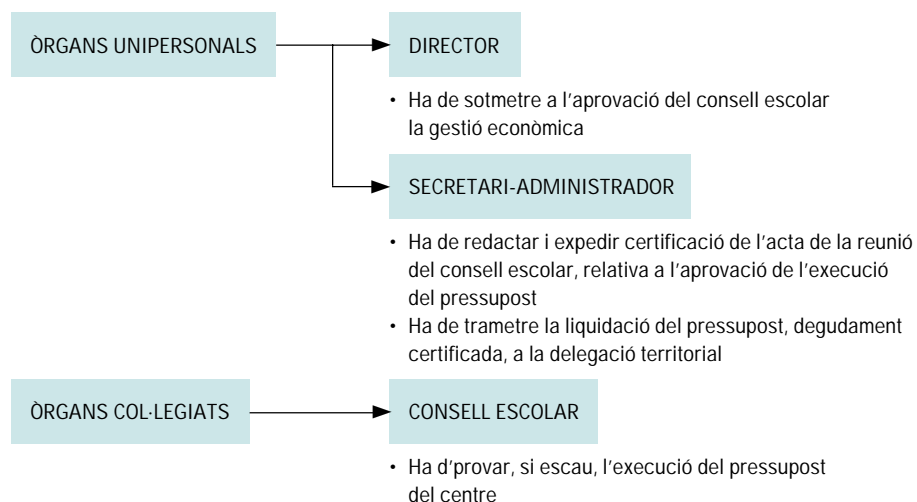 ÒRGANS UNIPERSONALS
DIRECTOR
• Ha de sotmetre a l'aprovació del consell escolar
la gestió econòmica
SECRETARI-ADMINISTRADOR
• Ha de redactar i expedir certificació de l'acta de la reunió
del consell escolar, relativa a l'aprovació de l'execució
del pressupost
• Ha de trametre la liquidació del pressupost, degudament
certificada, a la delegació territorial
ÒRGANS COL·LEGIATS
CONSELL ESCOLAR
• Ha d'provar, si escau, l'execució del pressupost
del centre